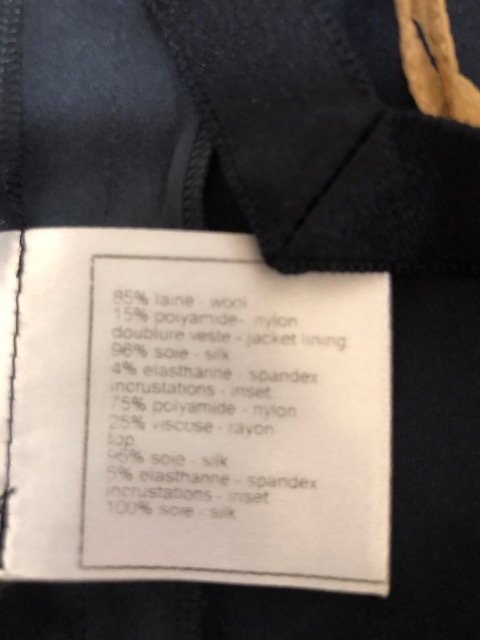 85% laine - wool
15% polyamide - nylon
doublure veste - jacket lining
96% soie - silk
4% elasthanne - spandex
incrustations - inset
75% polyamide - nylon
25% viscose - rayon
top
soie - silk
5% elasthanne - spandex
incrustations - inset
100% soie - silk